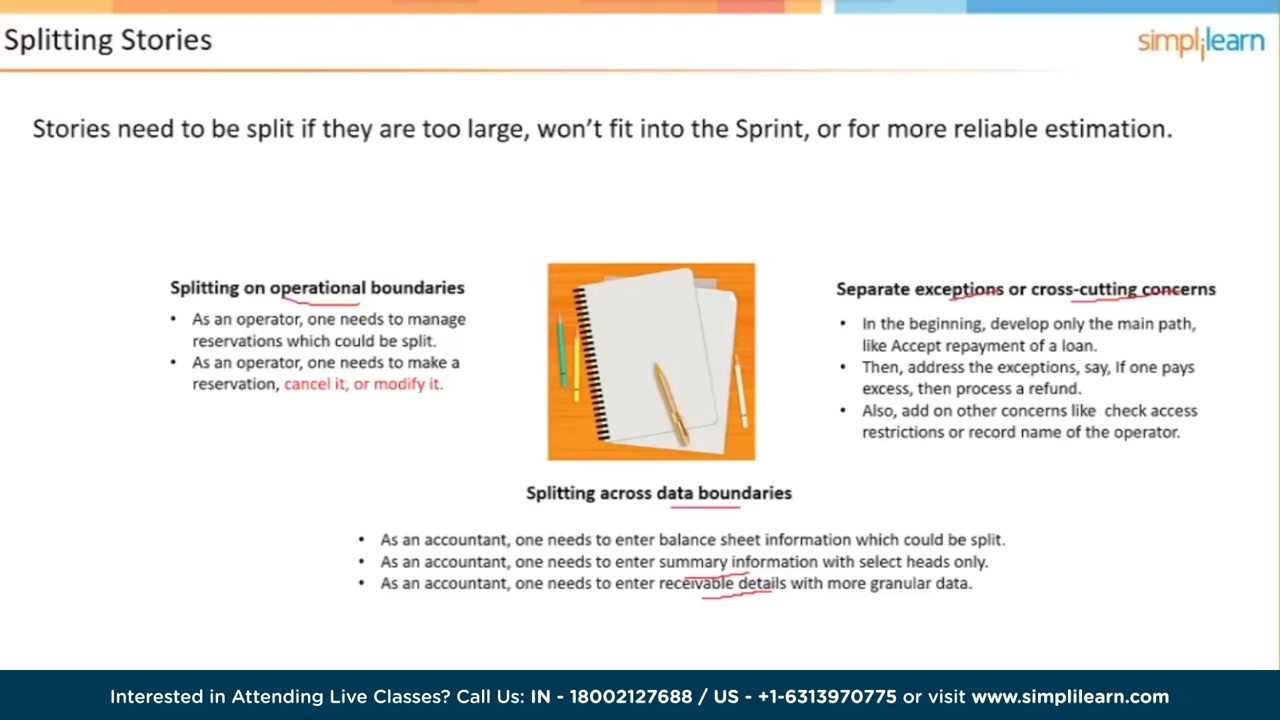 Splitting Stories
simplilearn
Stories need to be split if they are too large, won't fit into the Sprint, or for more reliable estimation.
Splitting on operational boundaries
• As an operator, one needs to manage
reservations which could be split.
• As an operator, one needs to make a
reservation, cancel it, or modify it.
Separate exceptions or cross-cutting concerns
• In the beginning, develop only the main path,
like Accept repayment of a loan.
• Then, address the exceptions, say, If one pays
excess, then process a refund.
• Also, add on other concerns like check access
restrictions or record name of the operator.
Splitting across data boundaries
• As an accountant, one needs to enter balance sheet information which could be split.
• As an accountant, one needs to enter summary information with select heads only.
• As an accountant, one needs to enter receivable details with more granular data.
Interested in Attending Live Classes? Call Us: IN - 18002127688 / US - +1-6313970775 or visit www.simplilearn.com